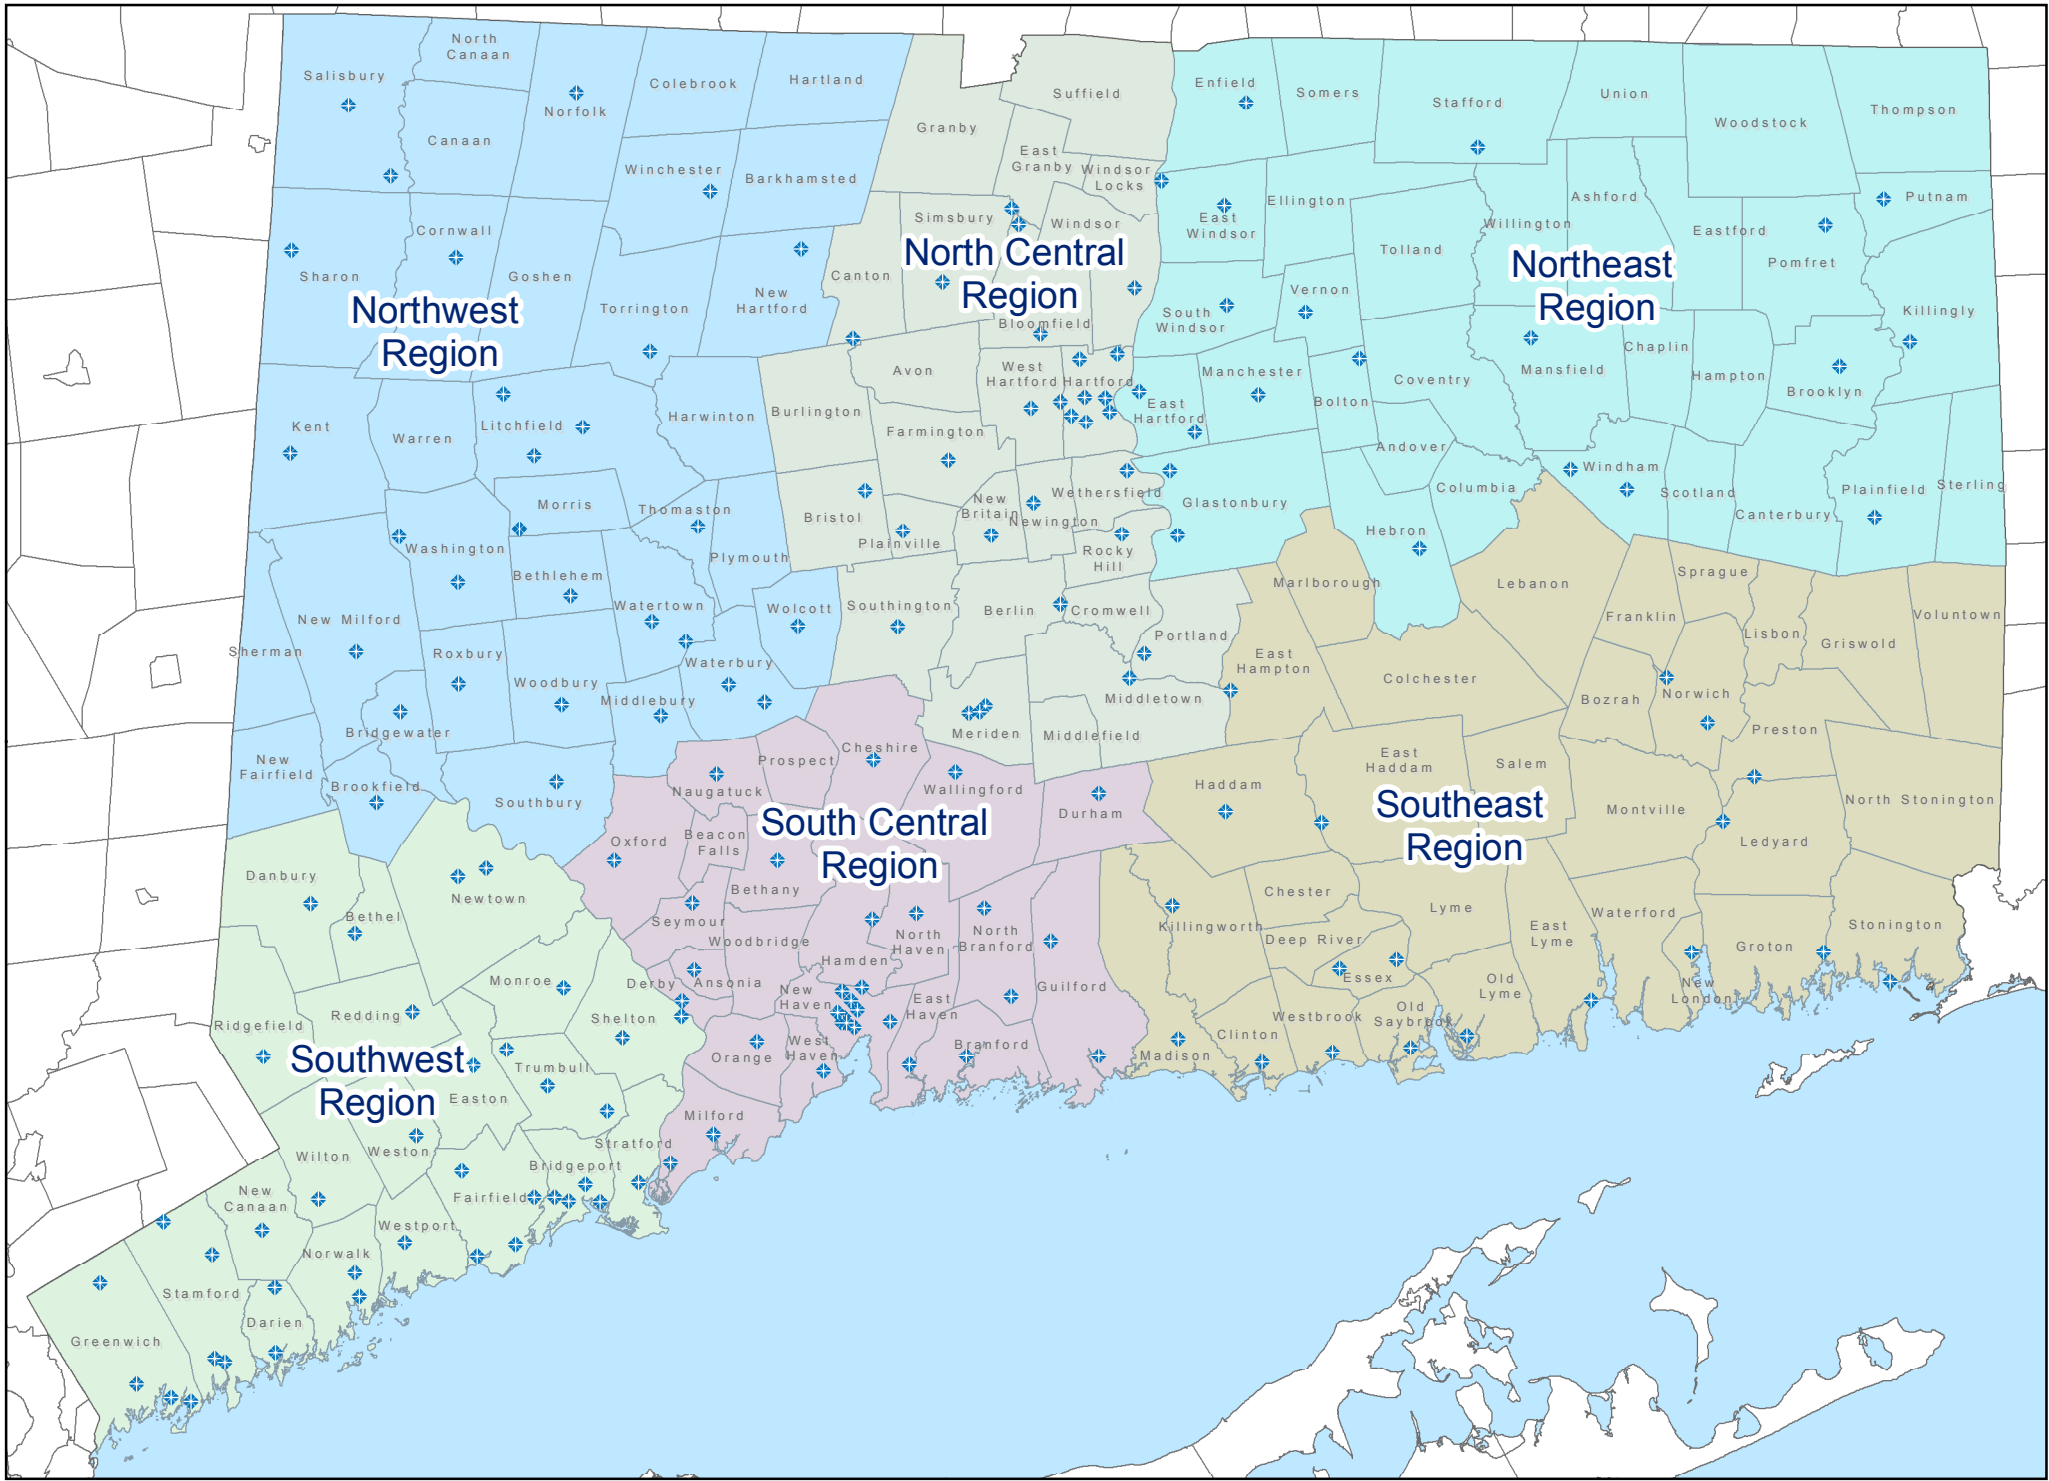 North
Canaan
Salisbury
Colebrook
Hartland
Norfolk
Canaan
Winchester
Barkhamsted
Cornwall
Sharon
Goshen
Northwest
Region
Torrington
New
Hartford
Kent
Warren
Litchfield
Harwinton
Morris
Thomaston
Washington
Plymouth
Bethlehem
Watertown
Wolcott
New Milford
Sherman
Roxbury
Woodbury
Waterbury
Middlebury
Bridgewater
New
Fairfield
Brookfield
Southbury
Suffield
Granby
East
Granby
Windsor
Locks
Simsbury
Windsor
North Central
Region
Canton
Bloomfield
Avon
West
Hartford
Hartford
Burlington
Farmington
Bristol
Plainville
New
Britain
Newington
Wethersfield
Rocky
Hill
Southington
Berlin
Cromwell
Portland
Middletown
Meriden
Middlefield
Enfield
Somers
Stafford
Union
Woodstock
Thompson
Ellington
East
Windsor
Willington
Ashford
Eastford
Putnam
Tolland
Northeast
Region
Pomfret
Vernon
South
Windsor
Killingly
Manchester
East
Hartford
Bolton
Coventry
Mansfield
Chaplin
Hampton
Brooklyn
Andover
Columbia
Windham
Scotland
Canterbury
Plainfield
Sterling
Glastonbury
Hebron
Marlborough
Lebanon
Sprague
Franklin
Lisbon
Griswold
Voluntown
East
Hampton
Colchester
Bozrah
Norwich
Preston
East
Haddam
Salem
Haddam
Southeast
Region
Montville
North Stonington
Ledyard
Chester
Lyme
Killingworth
Deep River
East
Lyme
Waterford
Groton
Stonington
Essex
Old
Lyme
New
London
Westbrook
Old
Saybrook
Clinton
Madison
Cheshire
Prospect
Naugatuck
Wallingford
Durham
South Central
Region
Oxford
Beacon
Falls
Bethany
Seymour
Woodbridge
Hamden
North
Haven
North
Branford
Derby
Ansonia
New
Haven
East
Haven
Guilford
Orange
West
Haven
Branford
Milford
Danbury
Bethel
Newtown
Monroe
Redding
Ridgefield
Shelton
Southwest
Region
Trumbull
Easton
Stratford
Wilton
Weston
Bridgeport
New
Canaan
Fairfield
Westport
Norwalk
Stamford
Darien
Greenwich